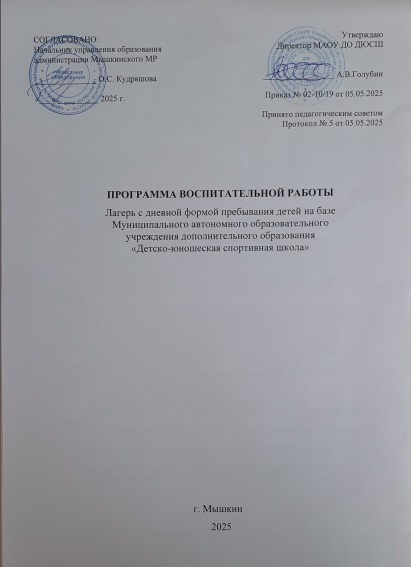 СОГЛАСОВАНО:
Начальник управления образования
администрации Мышкинского МР
О.С. Кудряшова
2025 г.
Утверждаю
Директор МАОУ ДО ДЮСШ
А.В.Голубин
Приказ № 02-10/19 от 05.05.2025
Принято педагогическим советом
Протокол № 5 от 05.05.2025
ПРОГРАММА ВОСПИТАТЕЛЬНОЙ РАБОТЫ
Лагерь с дневной формой пребывания детей на базе
Муниципального автономного образовательного
учреждения дополнительного образования
«Детско-юношеская спортивная школа»
г. Мышкин
2025